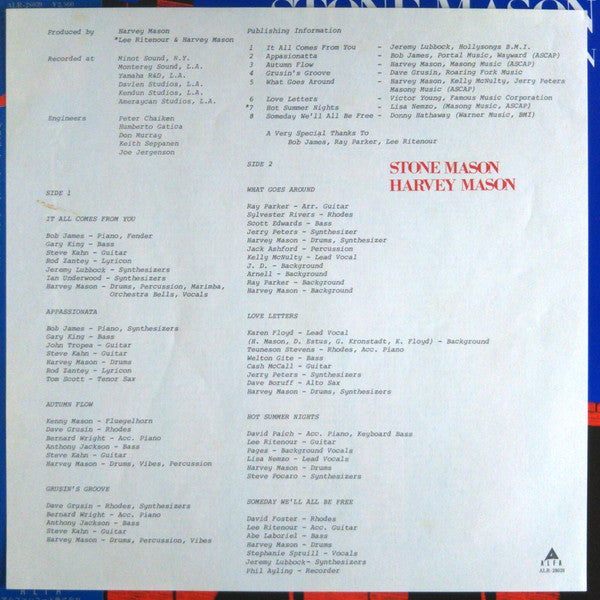 STONE MASON
ALR-28028 ¥2,500
Produced by Harvey Mason
*Lee Ritenour & Harvey Mason
Recorded at Minot Sound, N.Y.
Monterey Sound, L.A.
Yamaha R&D, L.A.
Davlen Studios, L.A.
Kendun Studios, L.A.
Ameraycan Studios, L.A.
Engineers Peter Chaiken
Humberto Gatica
Don Murray
Keith Seppanen
Joe Jergenson
Publishing Information
1 It All Comes From You - Jeremy Lubbock, Hollysongs B.M.I.
2 Appasionatta - Bob James, Portal Music, Wayward (ASCAP)
3 Autumn Flow - Harvey Mason, Masong Music (ASCAP)
4 Grusin's Groove - Dave Grusin, Roaring Fork Music
5 What Goes Around - Harvey Mason, Kelly McNulty, Jerry Peters
Masong Music (ASCAP)
6 Love Letters - Victor Young, Famous Music Corporation
*7 Hot Summer Nights - Lisa Nemzo, (Masong Music, ASCAP)
8 Someday We'll All Be Free - Donny Hathaway (Warner Music, BMI)
A Very Special Thanks To
Bob James, Ray Parker, Lee Ritenour
STONE MASON
HARVEY MASON
SIDE 1
IT ALL COMES FROM YOU
Bob James - Piano, Fender
Gary King - Bass
Steve Kahn - Guitar
Rod Zantey - Lyricon
Jeremy Lubbock - Synthesizers
Ian Underwood - Synthesizers
Harvey Mason - Drums, Percussion, Marimba,
Orchestra Bells, Vocals
APPASSIONATA
Bob James - Piano, Synthesizers
Gary King - Bass
John Tropea - Guitar
Steve Kahn - Guitar
Harvey Mason - Drums
Rod Zantey - Lyricon
Tom Scott - Tenor Sax
AUTUMN FLOW
Kenny Mason - Fluegelhorn
Dave Grusin - Rhodes
Bernard Wright - Acc. Piano
Anthony Jackson - Bass
Steve Kahn - Guitar
Harvey Mason - Drums, Vibes, Percussion
GRUSIN'S GROOVE
Dave Grusin - Rhodes, Synthesizers
Bernard Wright - Acc. Piano
Anthony Jackson - Bass
Steve Kahn - Guitar
Harvey Mason - Drums, Percussion, Vibes
SIDE 2
WHAT GOES AROUND
Ray Parker - Arr. Guitar
Sylvester Rivers - Rhodes
Scott Edwards - Bass
Jerry Peters - Synthesizer
Harvey Mason - Drums, Synthesizer
Jack Ashford - Percussion
Kelly McNulty - Lead Vocal
J. D. - Background
Arnell - Background
Ray Parker - Background
Harvey Mason - Background
LOVE LETTERS
Karen Floyd - Lead Vocal
(H. Mason, D. Estus, G. Kronstadt, K. Floyd) - Background
Teuneson Stevens - Rhodes, Acc. Piano
Welton Gite - Bass
Cash McCall - Guitar
Jerry Peters - Synthesizers
Dave Boruff - Alto Sax
Harvey Mason - Drums, Synthesizers
HOT SUMMER NIGHTS
David Paich - Acc. Piano, Keyboard Bass
Lee Ritenour - Guitar
Pages - Background Vocals
Lisa Nemzo - Lead Vocals
Harvey Mason - Drums
Steve Pocaro - Synthesizers
SOMEDAY WE'LL ALL BE FREE
David Foster - Rhodes
Lee Ritenour - Acc. Guitar
Abe Laboriel - Bass
Harvey Mason - Drums
Stephanie Spruill - Vocals
Jeremy Lubbock- Synthesizers
Phil Ayling - Recorder
ALFA
ALR-28028